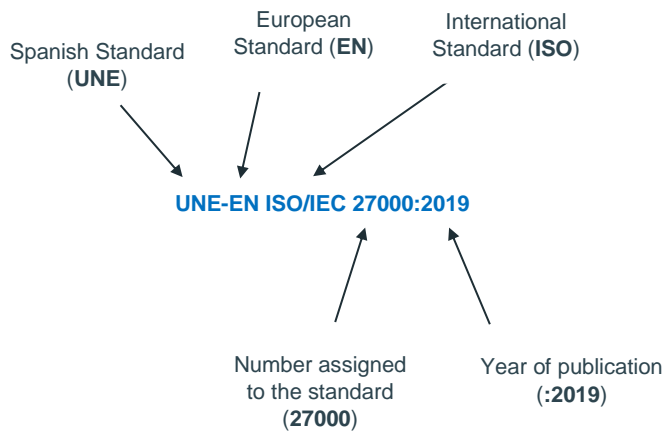 European
Standard (EN)
International
Standard (ISO)
Spanish Standard
(UNE)
UNE-EN ISO/IEC 27000:2019
Number assigned
to the standard
(27000)
Year of publication
(:2019)